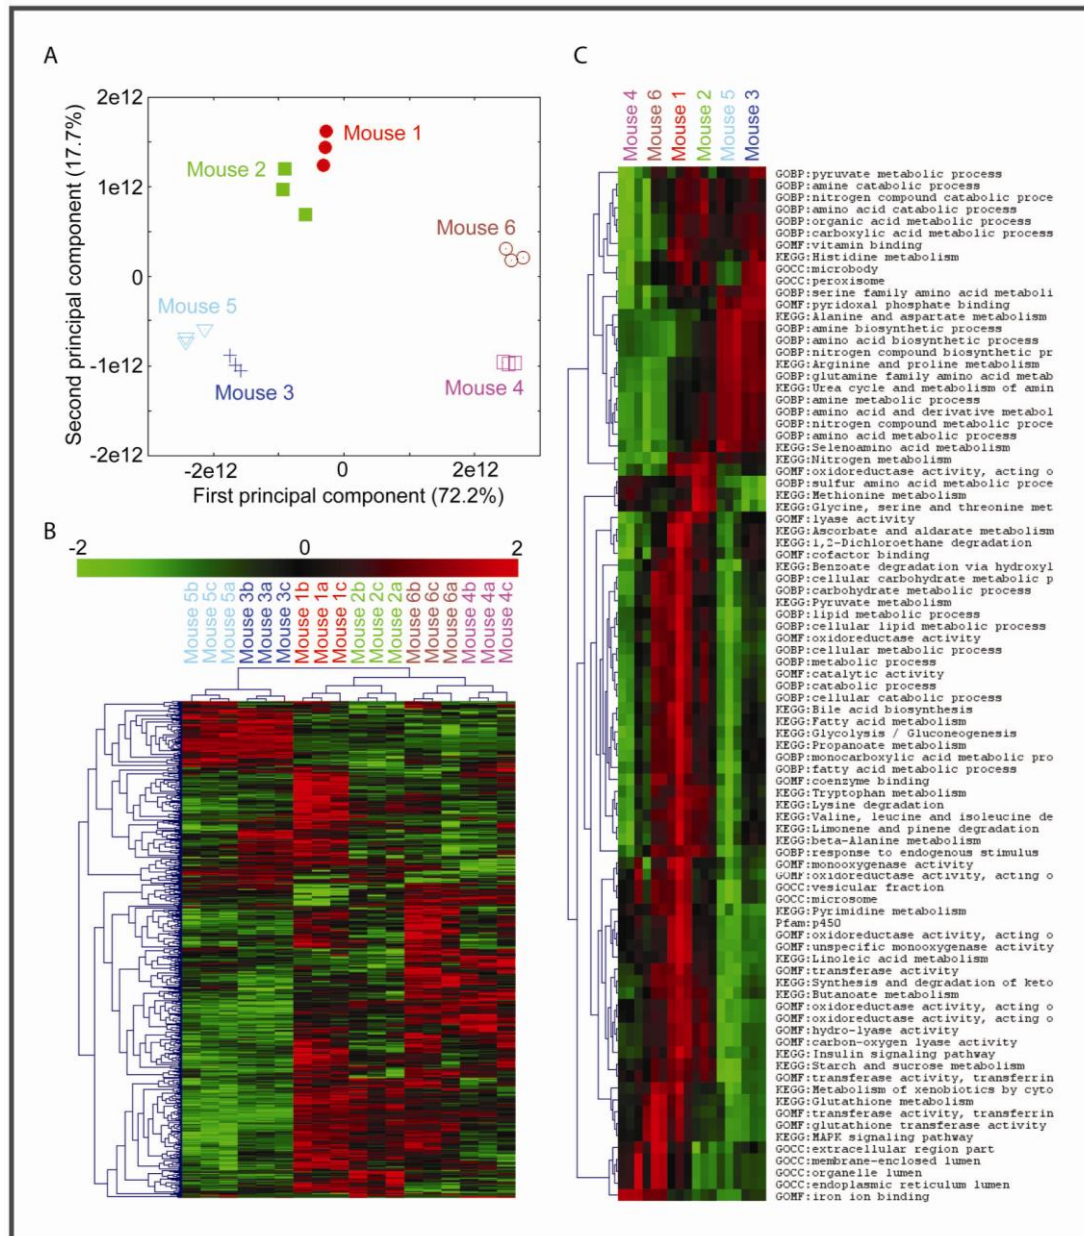 A
2e12
1e12
0
-1e12
-2e12
Second principal component (17.7%)
Mouse 1
Mouse 2
Mouse 6
Mouse 5
Mouse 3
Mouse 4
-2e12
0
2e12
First principal component (72.2%)
B
-2
0
2
Mouse 5b
Mouse 5c
Mouse 5a
Mouse 3b
Mouse 3a
Mouse 3c
Mouse 1b
Mouse 1a
Mouse 1c
Mouse 2b
Mouse 2c
Mouse 2a
Mouse 6b
Mouse 6c
Mouse 6a
Mouse 4b
Mouse 4a
Mouse 4c
C
Mouse 4
Mouse 6
Mouse 1
Mouse 2
Mouse 5
Mouse 3
GOBP:pyruvate metabolic process
GOBP:amine catabolic process
GOBP:nitrogen compound catabolic proce
GOBP:amino acid catabolic process
GOBP:organic acid metabolic process
GOBP:carboxylic acid metabolic process
GOMF:vitamin binding
KEGG:Histidine metabolism
GOCC:microbody
GOCC:peroxisome
GOBP:serine family amino acid metaboli
GOMF:pyridoxal phosphate binding
KEGG:Alanine and aspartate metabolism
GOBP:amine biosynthetic process
GOBP:amino acid biosynthetic process
GOBP:nitrogen compound biosynthetic pr
KEGG:Arginine and proline metabolism
GOBP:glutamine family amino acid metab
KEGG:Urea cycle and metabolism of amin
GOBP:amine metabolic process
GOBP:amino acid and derivative metabol
GOBP:nitrogen compound metabolic proce
GOBP:amino acid metabolic process
KEGG:Selenoamino acid metabolism
KEGG:Nitrogen metabolism
GOMF:oxidoreductase activity, acting o
GOBP:sulfur amino acid metabolic proce
KEGG:Methionine metabolism
KEGG:Glycine, serine and threonine met
GOMF:lyase activity
KEGG:Ascorbate and aldarate metabolism
KEGG:1,2-Dichloroethane degradation
GOMF:cofactor binding
KEGG:Benzoate degradation via hydroxyl
GOBP:cellular carbohydrate metabolic p
GOBP:carbohydrate metabolic process
KEGG:Pyruvate metabolism
GOBP:lipid metabolic process
GOBP:cellular lipid metabolic process
GOMF:oxidoreductase activity
GOBP:cellular metabolic process
GOBP:metabolic process
GOMF:catalytic activity
GOBP:catabolic process
GOBP:cellular catabolic process
KEGG:Bile acid biosynthesis
KEGG:Fatty acid metabolism
KEGG:Glycolysis / Gluconeogenesis
KEGG:Propanoate metabolism
GOBP:monocarboxylic acid metabolic pro
GOBP:fatty acid metabolic process
GOMF:coenzyme binding
KEGG:Tryptophan metabolism
KEGG:Lysine degradation
KEGG:Valine, leucine and isoleucine de
KEGG:Limonene and pinene degradation
KEGG:beta-Alanine metabolism
GOBP:response to endogenous stimulus
GOMF:monooxygenase activity
GOMF:oxidoreductase activity, acting o
GOCC:vesicular fraction
GOCC:microsome
KEGG:Pyrimidine metabolism
Pfam:p450
GOMF:oxidoreductase activity, acting o
GOMF:unspecific monooxygenase activity
KEGG:Linoleic acid metabolism
GOMF:transferase activity
KEGG:Synthesis and degradation of keto
KEGG:Butanoate metabolism
GOMF:oxidoreductase activity, acting o
GOMF:oxidoreductase activity, acting o
GOMF:hydro-lyase activity
GOMF:carbon-oxygen lyase activity
KEGG:Insulin signaling pathway
KEGG:Starch and sucrose metabolism
GOMF:transferase activity, transferrin
KEGG:Metabolism of xenobiotics by cyto
KEGG:Glutathione metabolism
GOMF:transferase activity, transferrin
GOMF:glutathione transferase activity
KEGG:MAPK signaling pathway
GOCC:extracellular region part
GOCC:membrane-enclosed lumen
GOCC:organelle lumen
GOCC:endoplasmic reticulum lumen
GOMF:iron ion binding